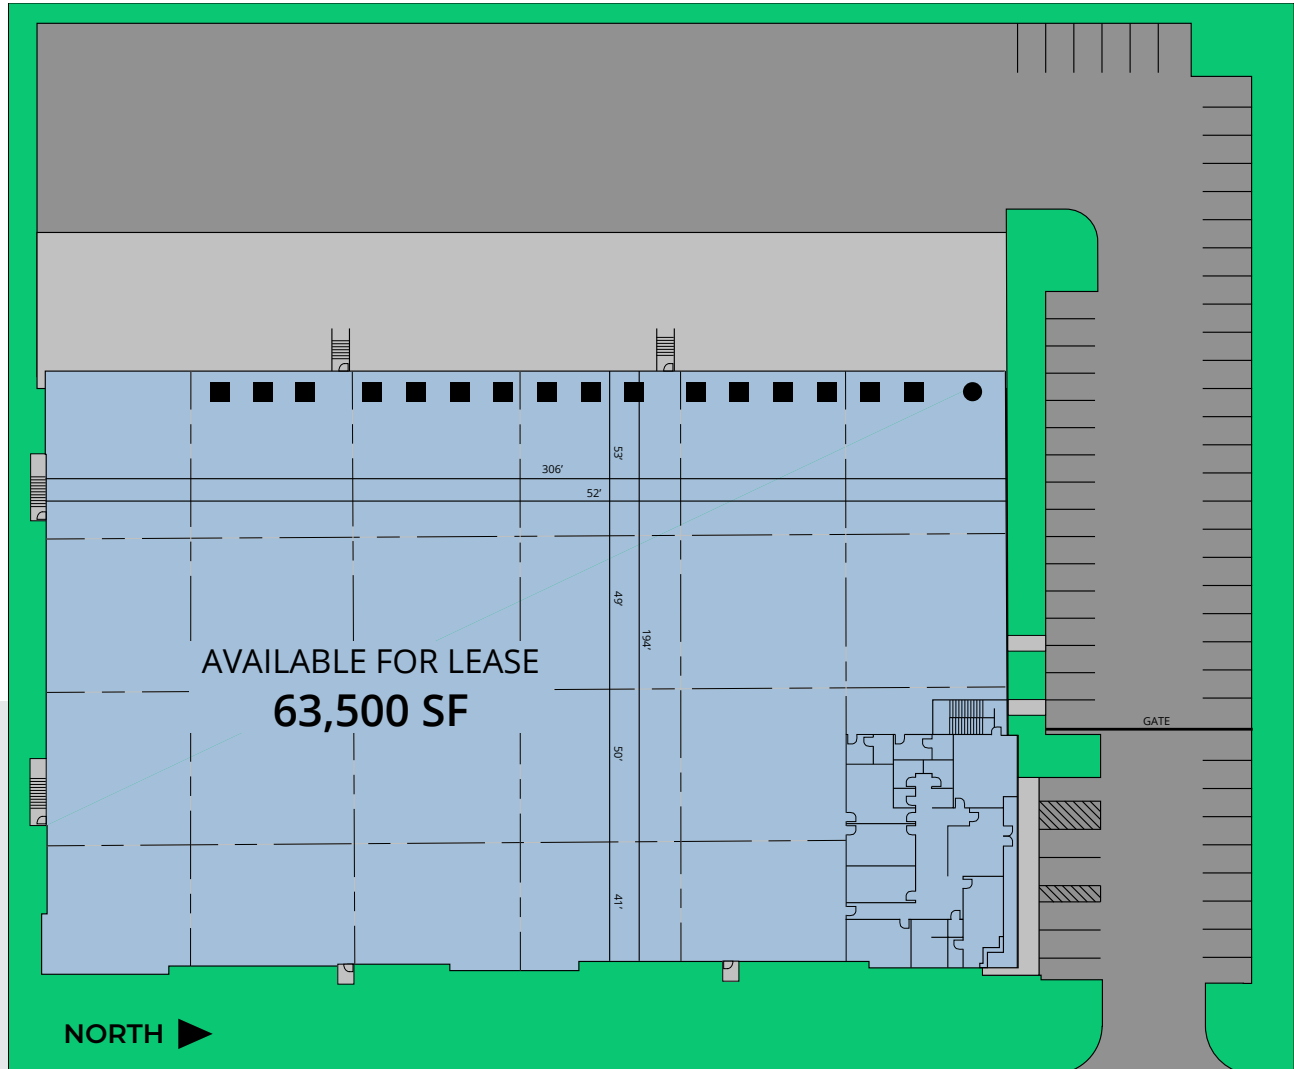 53’
306’
52’
49’
194’
AVAILABLE FOR LEASE
63,500 SF
GATE
50’
41’
NORTH